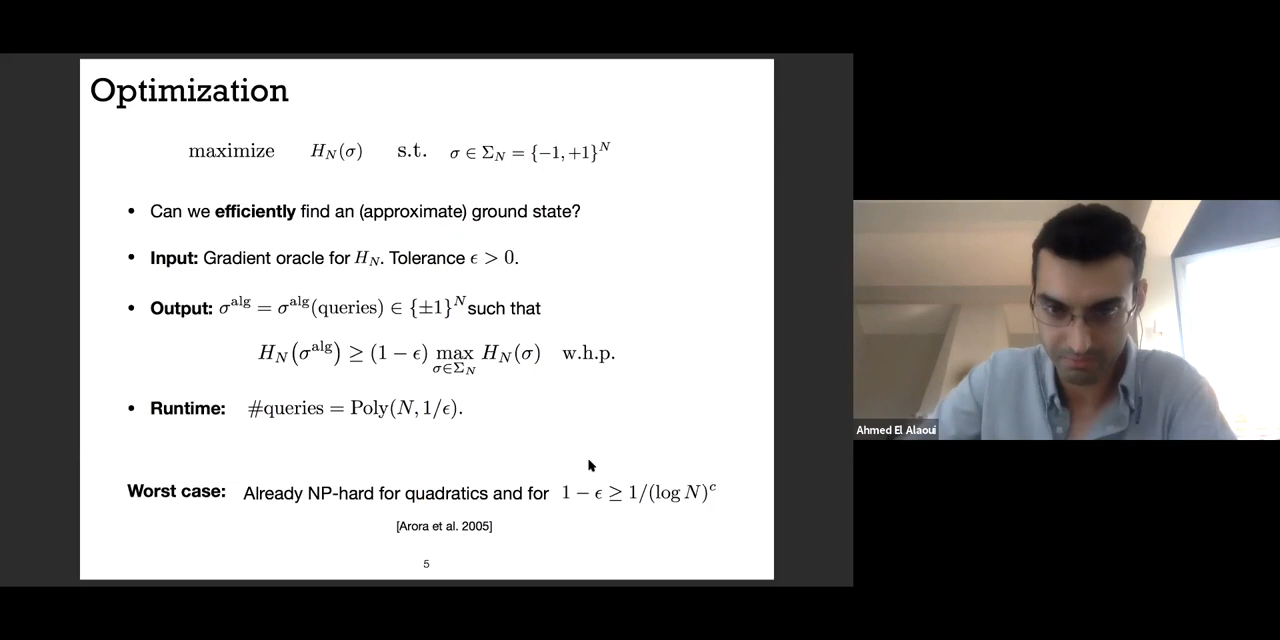 Optimization
maximize H_N(σ) s.t. σ ∈ Σ_N = {−1, +1}^N
• Can we efficiently find an (approximate) ground state?
• Input: Gradient oracle for H_N. Tolerance ϵ > 0.
• Output: σ^alg = σ^alg(queries) ∈ {±1}^N such that
H_N(σ^alg) ≥ (1 − ϵ) max_{σ∈Σ_N} H_N(σ) w.h.p.
• Runtime: #queries = Poly(N, 1/ϵ).
Worst case: Already NP-hard for quadratics and for 1 − ϵ ≥ 1/(log N)^c
[Arora et al. 2005]
5
Ahmed El Alaoui